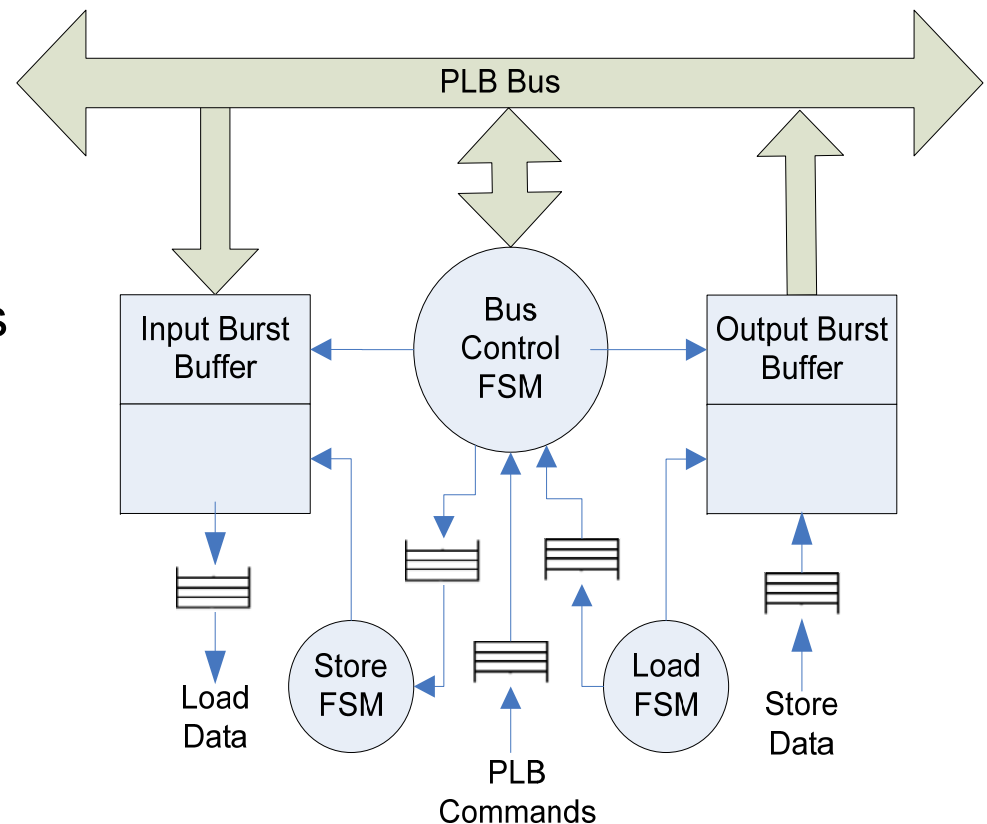 PLB Bus
s
Input Burst
Buffer
Bus
Control
FSM
Output Burst
Buffer
Store
FSM
Load
FSM
Load
Data
Store
Data
PLB
Commands